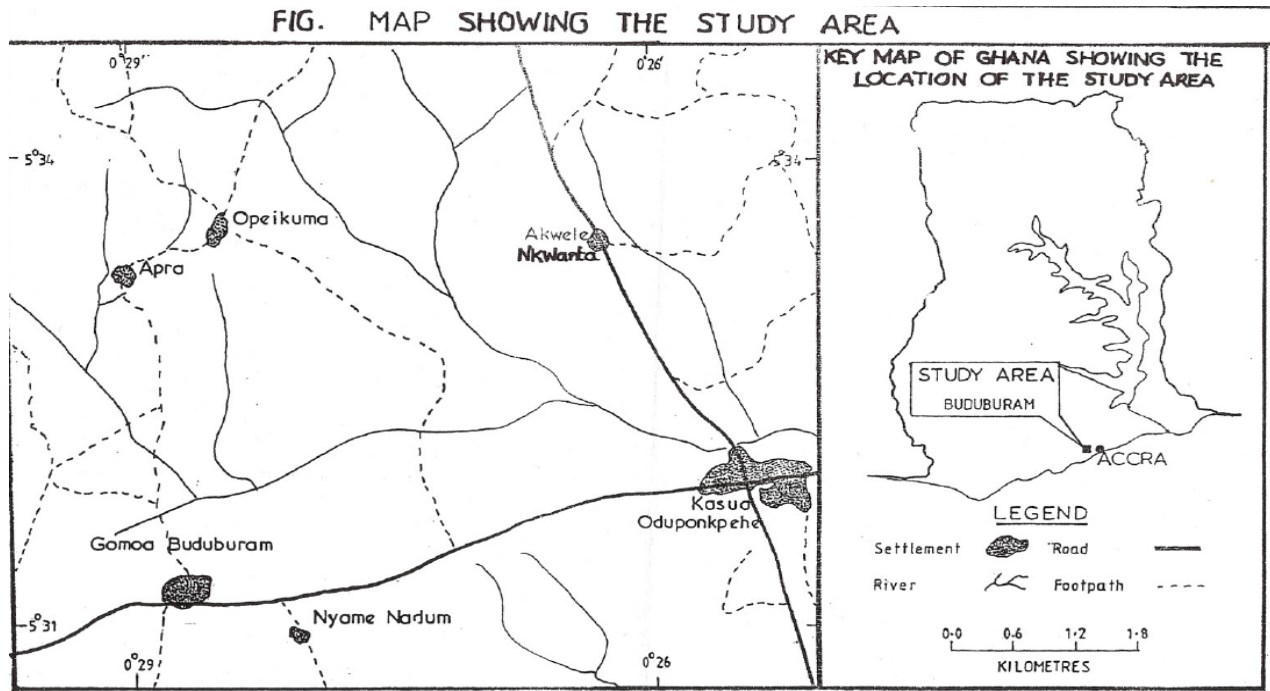 FIG. MAP SHOWING THE STUDY AREA
0°29'
0°26'
5°34
5°34
Opeikuma
Apra
Akwele
Nkwanta
Kasua
Oduponkpehe
Gomoa Buduburam
Nyame Nadum
5°31
5°31
0°29
0°26
KEY MAP OF GHANA SHOWING THE
LOCATION OF THE STUDY AREA
STUDY AREA
BUDUBURAM
ACCRA
LEGEND
Settlement Road
River Footpath
0·0 0·6 1·2 1·8
KILOMETRES